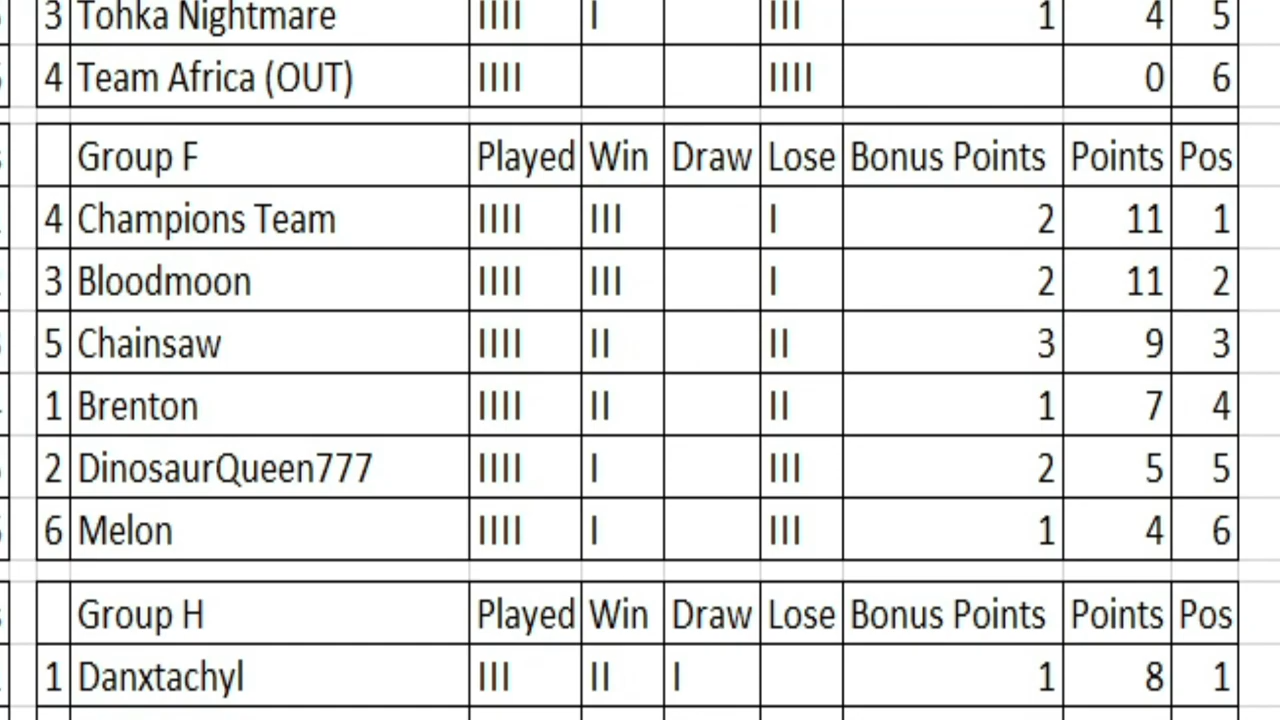 3 Tohka Nightmare IIII I III 1 4 5
4 Team Africa (OUT) IIII IIII 0 6
Group F Played Win Draw Lose Bonus Points Points Pos
4 Champions Team IIII III I 2 11 1
3 Bloodmoon IIII III I 2 11 2
5 Chainsaw IIII II II 3 9 3
1 Brenton IIII II II 1 7 4
2 DinosaurQueen777 IIII I III 2 5 5
6 Melon IIII I III 1 4 6
Group H Played Win Draw Lose Bonus Points Points Pos
1 Danxtachyl III II I 1 8 1